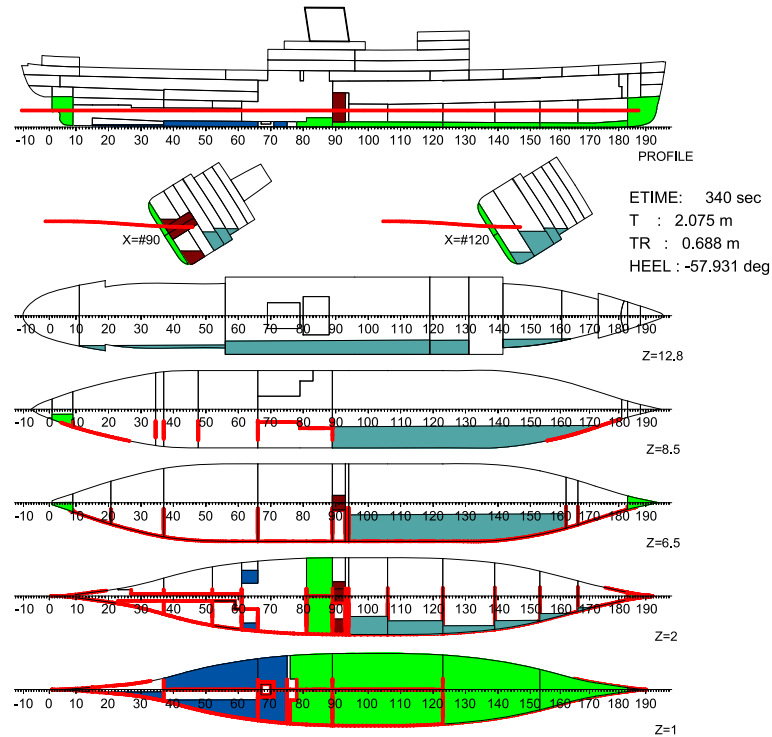 -10 0 10 20 30 40 50 60 70 80 90 100 110 120 130 140 150 160 170 180 190
PROFILE
X=#90
X=#120
ETIME: 340 sec
T : 2.075 m
TR : 0.688 m
HEEL : -57.931 deg
-10 0 10 20 30 40 50 60 70 80 90 100 110 120 130 140 150 160 170 180 190
Z=12.8
-10 0 10 20 30 40 50 60 70 80 90 100 110 120 130 140 150 160 170 180 190
Z=8.5
-10 0 10 20 30 40 50 60 70 80 90 100 110 120 130 140 150 160 170 180 190
Z=6.5
-10 0 10 20 30 40 50 60 70 80 90 100 110 120 130 140 150 160 170 180 190
Z=2
-10 0 10 20 30 40 50 60 70 80 90 100 110 120 130 140 150 160 170 180 190
Z=1